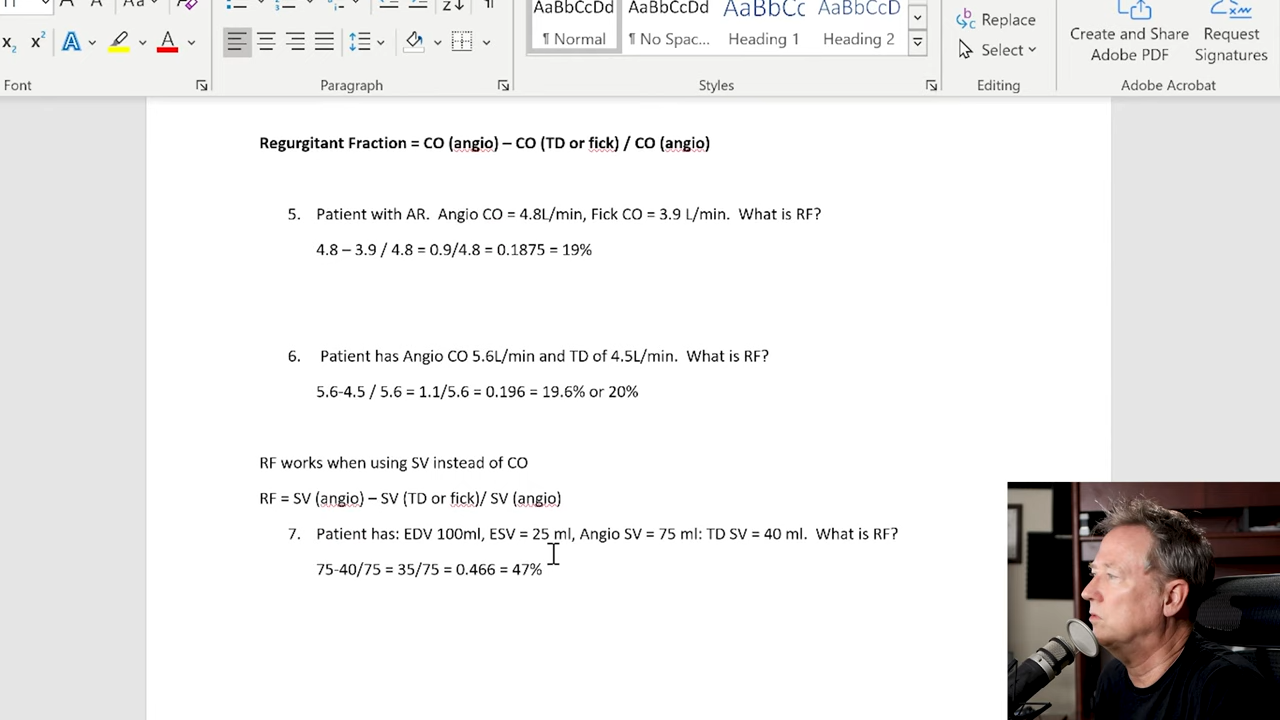 Aa
AaBbCcDd
AaBbCcDd
AaBbCc
AaBbCcD
¶ Normal
¶ No Spac...
Heading 1
Heading 2
Replace
Select
Create and Share
Adobe PDF
Request
Signatures
x₂ x² A A
Font
Paragraph
Styles
Editing
Adobe Acrobat
Regurgitant Fraction = CO (angio) – CO (TD or fick) / CO (angio)
5. Patient with AR. Angio CO = 4.8L/min, Fick CO = 3.9 L/min. What is RF?
4.8 – 3.9 / 4.8 = 0.9/4.8 = 0.1875 = 19%
6. Patient has Angio CO 5.6L/min and TD of 4.5L/min. What is RF?
5.6-4.5 / 5.6 = 1.1/5.6 = 0.196 = 19.6% or 20%
RF works when using SV instead of CO
RF = SV (angio) – SV (TD or fick)/ SV (angio)
7. Patient has: EDV 100ml, ESV = 25 ml, Angio SV = 75 ml: TD SV = 40 ml. What is RF?
75-40/75 = 35/75 = 0.466 = 47%